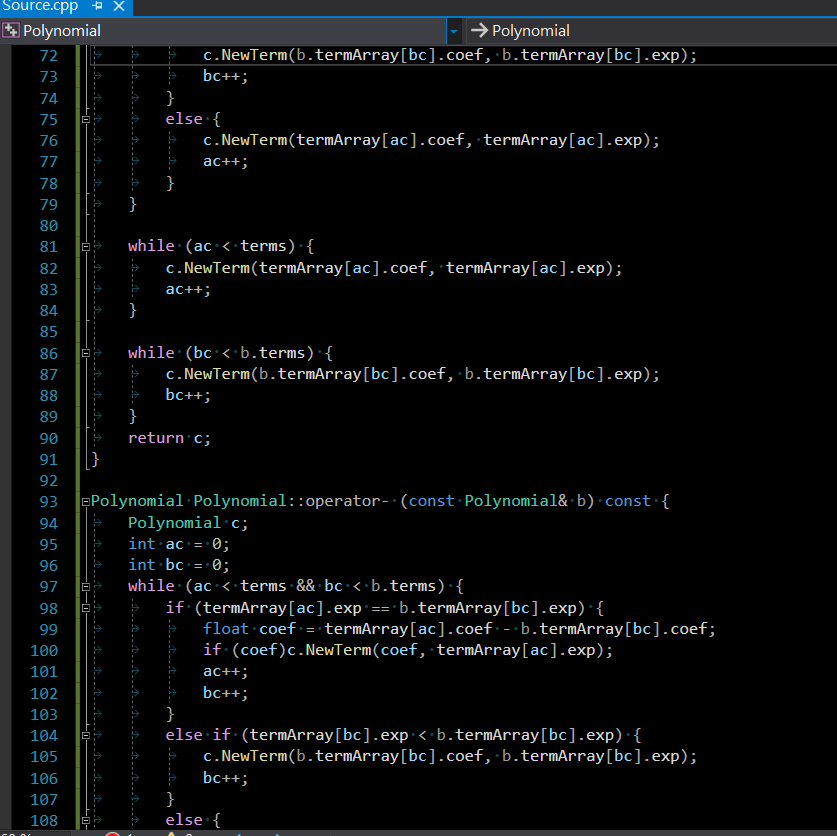 Source.cpp
Polynomial Polynomial
72 c.NewTerm(b.termArray[bc].coef, b.termArray[bc].exp);
73 bc++;
74 }
75 else {
76 c.NewTerm(termArray[ac].coef, termArray[ac].exp);
77 ac++;
78 }
79 }
80
81 while (ac < terms) {
82 c.NewTerm(termArray[ac].coef, termArray[ac].exp);
83 ac++;
84 }
85
86 while (bc < b.terms) {
87 c.NewTerm(b.termArray[bc].coef, b.termArray[bc].exp);
88 bc++;
89 }
90 return c;
91 }
92
93 Polynomial Polynomial::operator- (const Polynomial& b) const {
94 Polynomial c;
95 int ac = 0;
96 int bc = 0;
97 while (ac < terms && bc < b.terms) {
98 if (termArray[ac].exp == b.termArray[bc].exp) {
99 float coef = termArray[ac].coef - b.termArray[bc].coef;
100 if (coef)c.NewTerm(coef, termArray[ac].exp);
101 ac++;
102 bc++;
103 }
104 else if (termArray[bc].exp < b.termArray[bc].exp) {
105 c.NewTerm(b.termArray[bc].coef, b.termArray[bc].exp);
106 bc++;
107 }
108 else {